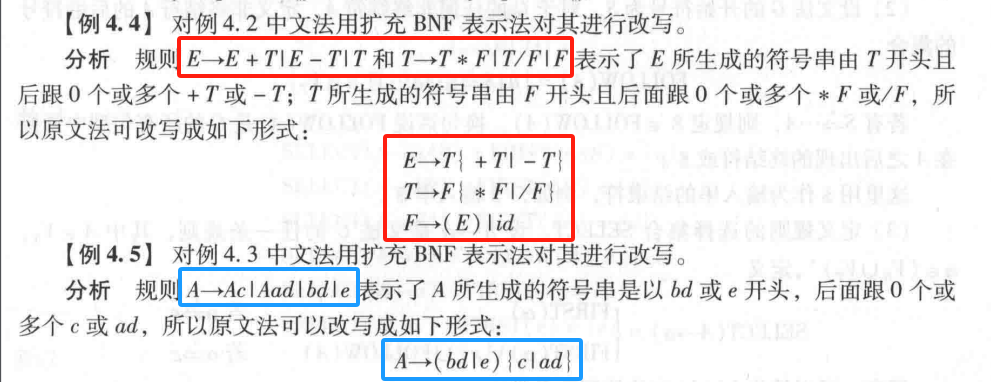 【例 4.4】 对例 4.2 中文法用扩充 BNF 表示法对其进行改写。
分析 规则 E→E+T|E-T|T 和 T→T*F|T/F|F 表示了 E 所生成的符号串由 T 开头且
后跟 0 个或多个 +T 或 -T；T 所生成的符号串由 F 开头且后面跟 0 个或多个 *F 或/F，所
以原文法可改写成如下形式：
E→T{+T|-T}
T→F{*F|/F}
F→(E)|id
【例 4.5】 对例 4.3 中文法用扩充 BNF 表示法对其进行改写。
分析 规则 A→Ac|Aad|bd|e 表示了 A 所生成的符号串是以 bd 或 e 开头，后面跟 0 个或
多个 c 或 ad，所以原文法可以改写成如下形式：
A→(bd|e){c|ad}